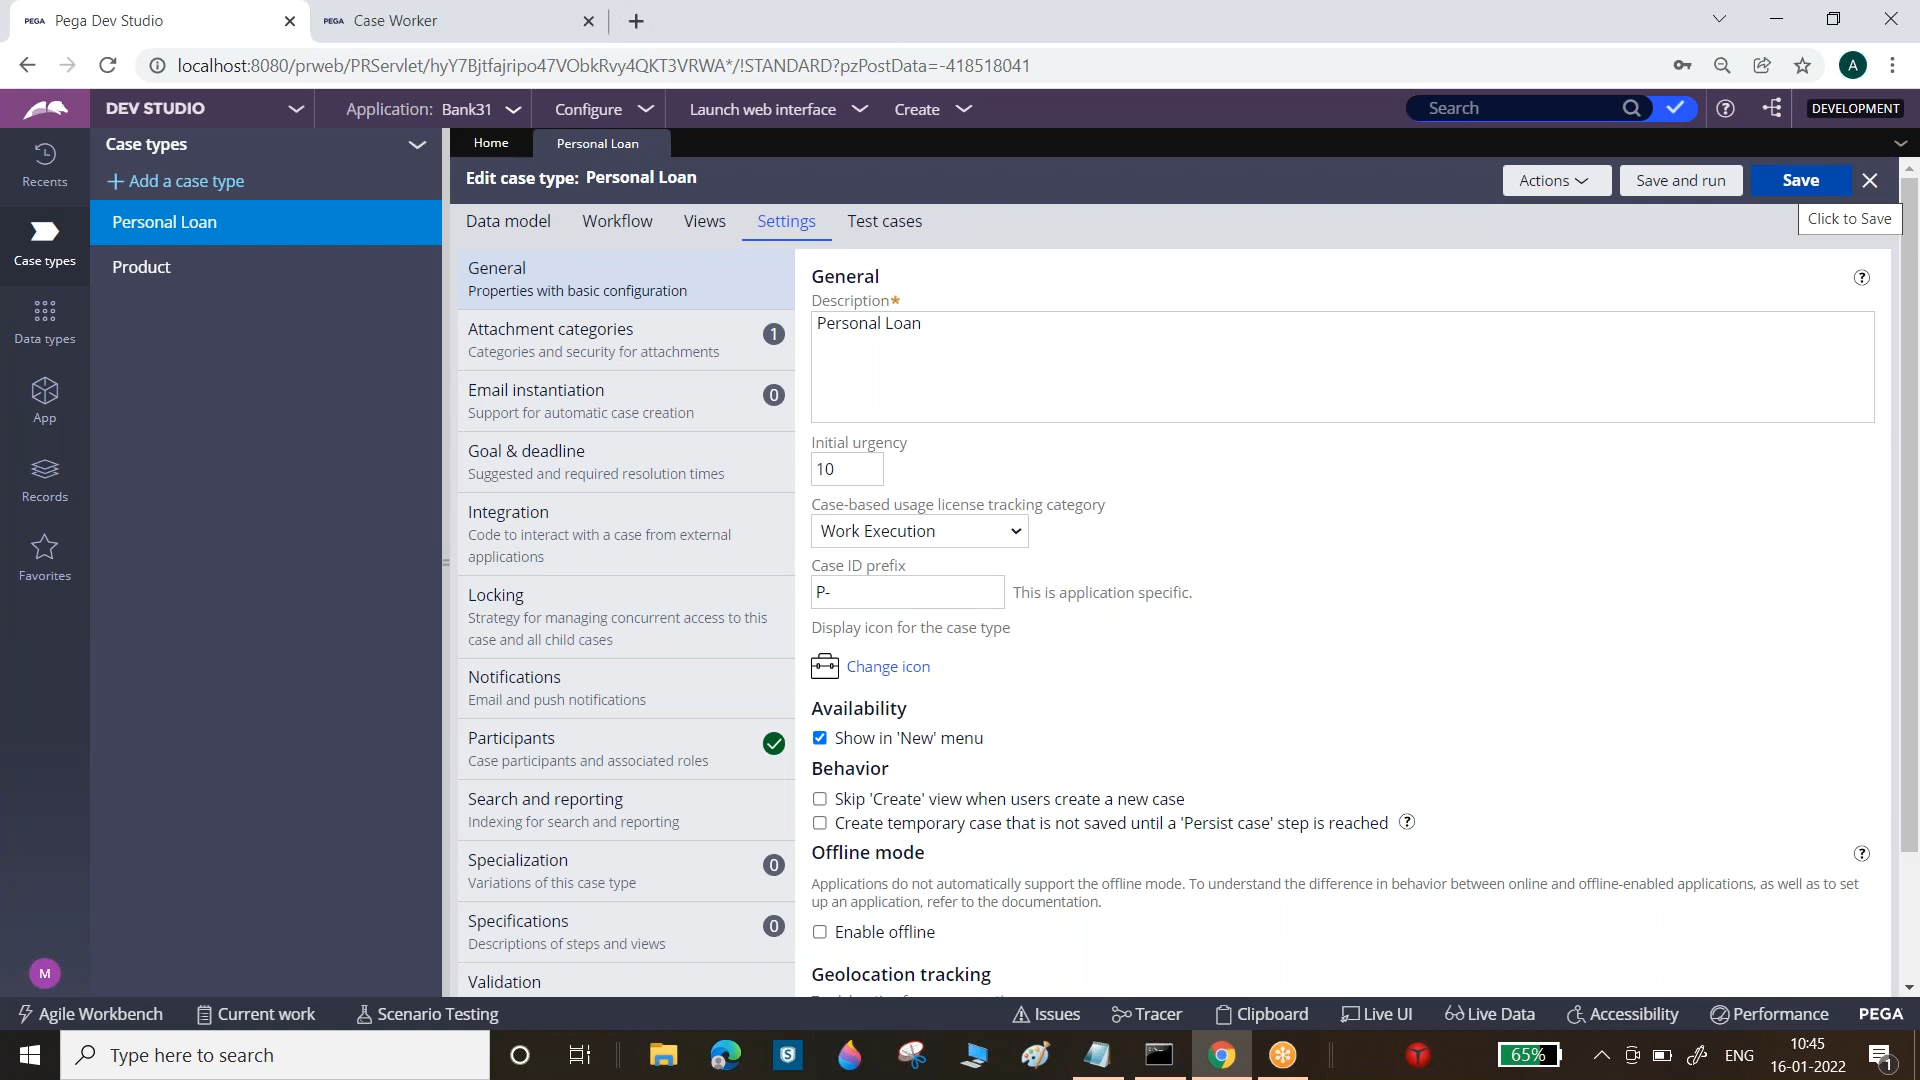 PEGA Pega Dev Studio
PEGA Case Worker
localhost:8080/prweb/PRServlet/hyY7Bjtfajripo47VObkRvy4QKT3VRWA*/!STANDARD?pzPostData=-418518041
A
DEV STUDIO
Application: Bank31
Configure
Launch web interface
Create
Search
DEVELOPMENT
Recents
Case types
Data types
App
Records
Favorites
M
Case types
Add a case type
Personal Loan
Product
Home
Personal Loan
Edit case type: Personal Loan
Actions
Save and run
Save
Click to Save
Data model
Workflow
Views
Settings
Test cases
General
Properties with basic configuration
Attachment categories
1
Categories and security for attachments
Email instantiation
0
Support for automatic case creation
Goal & deadline
Suggested and required resolution times
Integration
Code to interact with a case from external
applications
Locking
Strategy for managing concurrent access to this
case and all child cases
Notifications
Email and push notifications
Participants
Case participants and associated roles
Search and reporting
Indexing for search and reporting
Specialization
0
Variations of this case type
Specifications
0
Descriptions of steps and views
Validation
General
Description*
Personal Loan
Initial urgency
10
Case-based usage license tracking category
Work Execution
Case ID prefix
P-
This is application specific.
Display icon for the case type
Change icon
Availability
Show in 'New' menu
Behavior
Skip 'Create' view when users create a new case
Create temporary case that is not saved until a 'Persist case' step is reached
Offline mode
Applications do not automatically support the offline mode. To understand the difference in behavior between online and offline-enabled applications, as well as to set
up an application, refer to the documentation.
Enable offline
Geolocation tracking
Agile Workbench
Current work
Scenario Testing
Issues
Tracer
Clipboard
Live UI
Live Data
Accessibility
Performance
PEGA
Type here to search
65%
ENG
10:45
16-01-2022
1